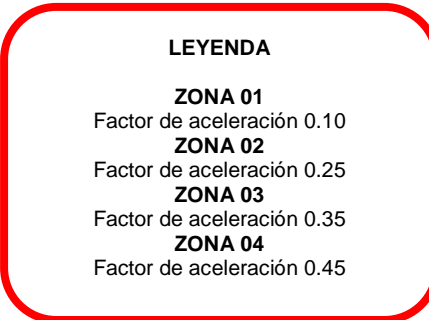 LEYENDA
ZONA 01
Factor de aceleración 0.10
ZONA 02
Factor de aceleración 0.25
ZONA 03
Factor de aceleración 0.35
ZONA 04
Factor de aceleración 0.45